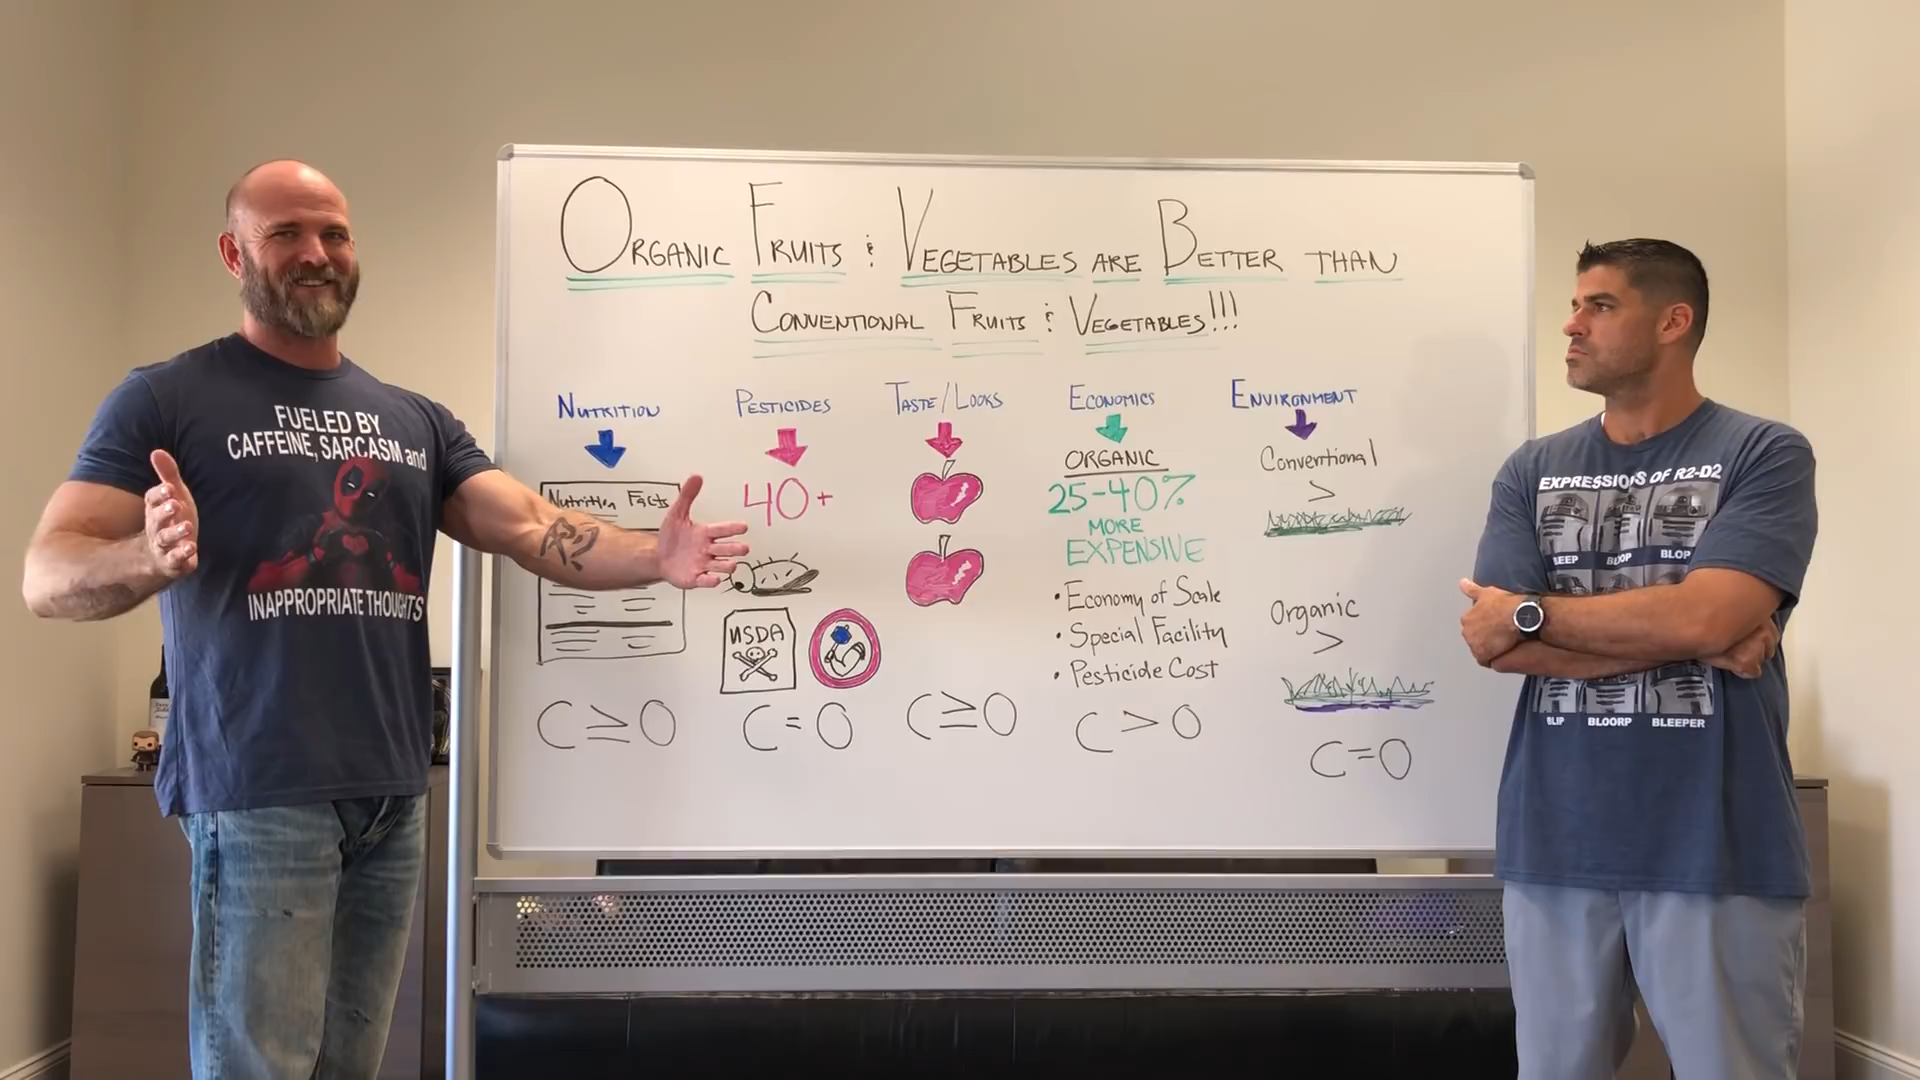 ORGANIC FRUITS & VEGETABLES ARE BETTER THAN
CONVENTIONAL FRUITS & VEGETABLES!!!
NUTRITION
Nutrition Facts
C ≥ O
PESTICIDES
40+
USDA
C = O
TASTE/LOOKS
C ≥ O
ECONOMICS
ORGANIC
25-40%
MORE
EXPENSIVE
• Economy of Scale
• Special Facility
• Pesticide Cost
C > O
ENVIRONMENT
Conventional
>
Organic
>
C = O
FUELED BY
CAFFEINE, SARCASM and
INAPPROPRIATE THOUGHTS
EXPRESSIONS OF R2-D2
BEEP BLOOP BLOP
BLIP BLOORP BLEEPER